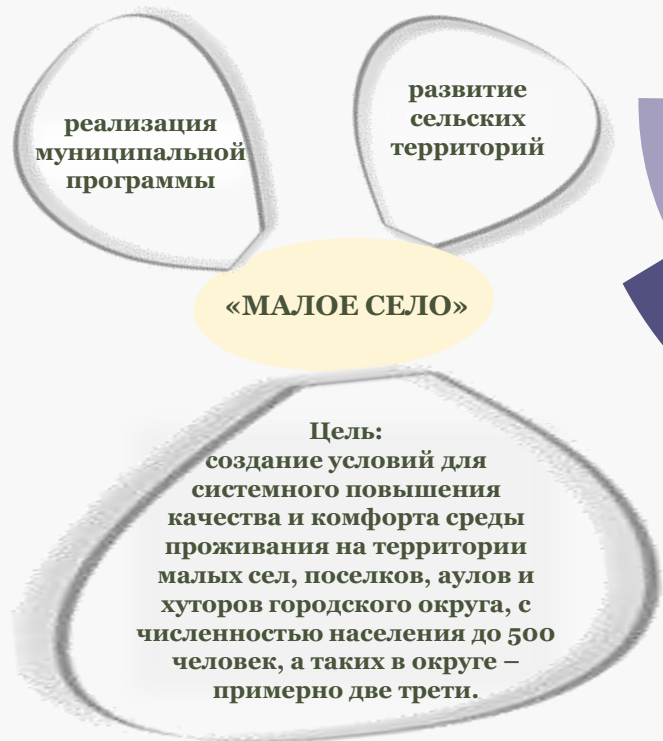 реализация
муниципальной
программы
развитие
сельских
территорий
«МАЛОЕ СЕЛО»
Цель:
создание условий для
системного повышения
качества и комфорта среды
проживания на территории
малых сел, поселков, аулов и
хуторов городского округа, с
численностью населения до 500
человек, а таких в округе –
примерно две трети.